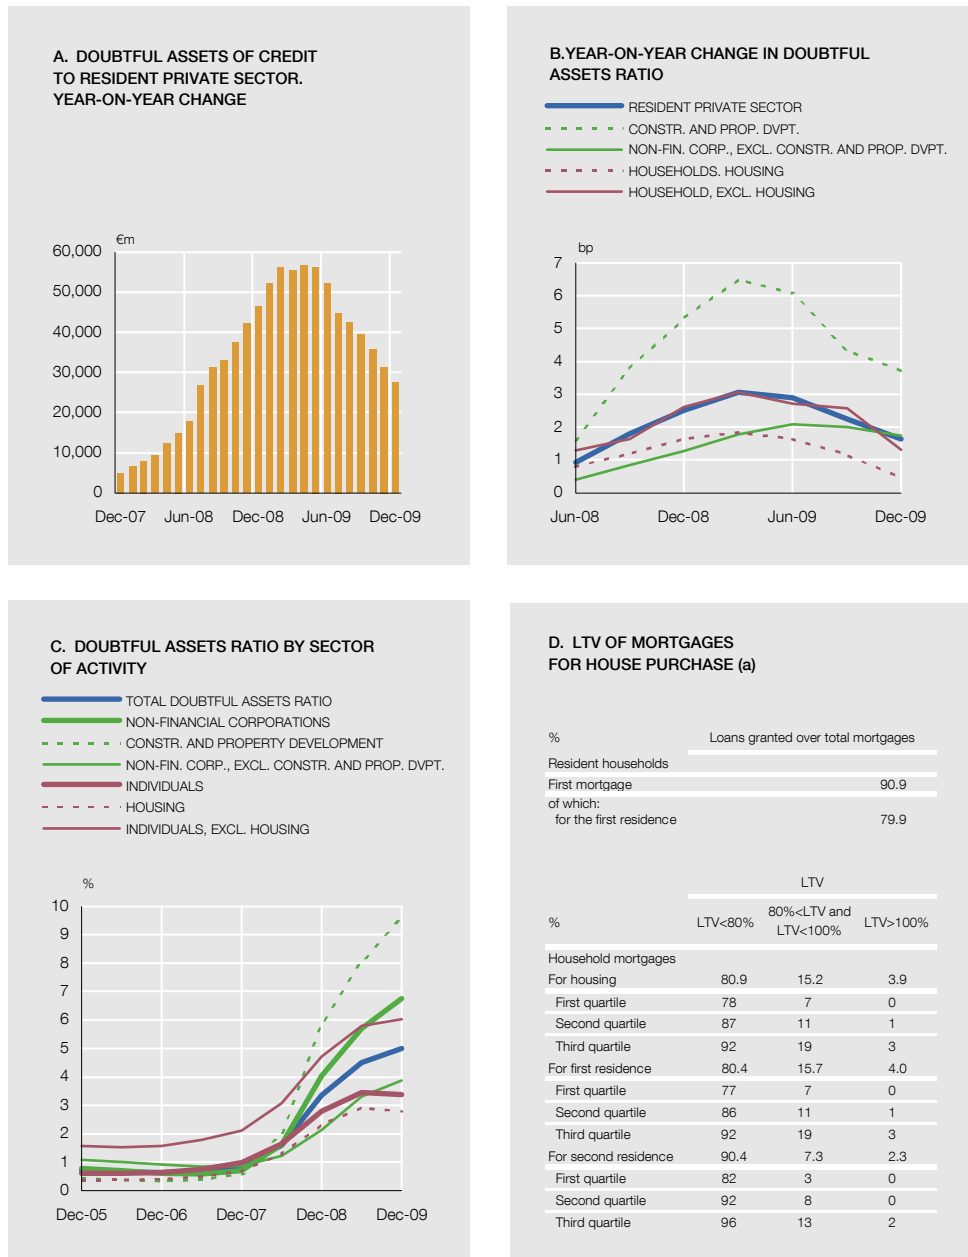 A. DOUBTFUL ASSETS OF CREDIT
TO RESIDENT PRIVATE SECTOR.
YEAR-ON-YEAR CHANGE
€m
60,000
50,000
40,000
30,000
20,000
10,000
0
Dec-07 Jun-08 Dec-08 Jun-09 Dec-09
B.YEAR-ON-YEAR CHANGE IN DOUBTFUL
ASSETS RATIO
RESIDENT PRIVATE SECTOR
CONSTR. AND PROP. DVPT.
NON-FIN. CORP., EXCL. CONSTR. AND PROP. DVPT.
HOUSEHOLDS. HOUSING
HOUSEHOLD, EXCL. HOUSING
bp
7
6
5
4
3
2
1
0
Jun-08 Dec-08 Jun-09 Dec-09
C. DOUBTFUL ASSETS RATIO BY SECTOR
OF ACTIVITY
TOTAL DOUBTFUL ASSETS RATIO
NON-FINANCIAL CORPORATIONS
CONSTR. AND PROPERTY DEVELOPMENT
NON-FIN. CORP., EXCL. CONSTR. AND PROP. DVPT.
INDIVIDUALS
HOUSING
INDIVIDUALS, EXCL. HOUSING
%
10
9
8
7
6
5
4
3
2
1
0
Dec-05 Dec-06 Dec-07 Dec-08 Dec-09
D. LTV OF MORTGAGES
FOR HOUSE PURCHASE (a)
% Loans granted over total mortgages
Resident households
First mortgage 90.9
of which:
for the first residence 79.9
LTV
% LTV<80% 80%<LTV and LTV>100%
LTV<100%
Household mortgages
For housing 80.9 15.2 3.9
First quartile 78 7 0
Second quartile 87 11 1
Third quartile 92 19 3
For first residence 80.4 15.7 4.0
First quartile 77 7 0
Second quartile 86 11 1
Third quartile 92 19 3
For second residence 90.4 7.3 2.3
First quartile 82 3 0
Second quartile 92 8 0
Third quartile 96 13 2